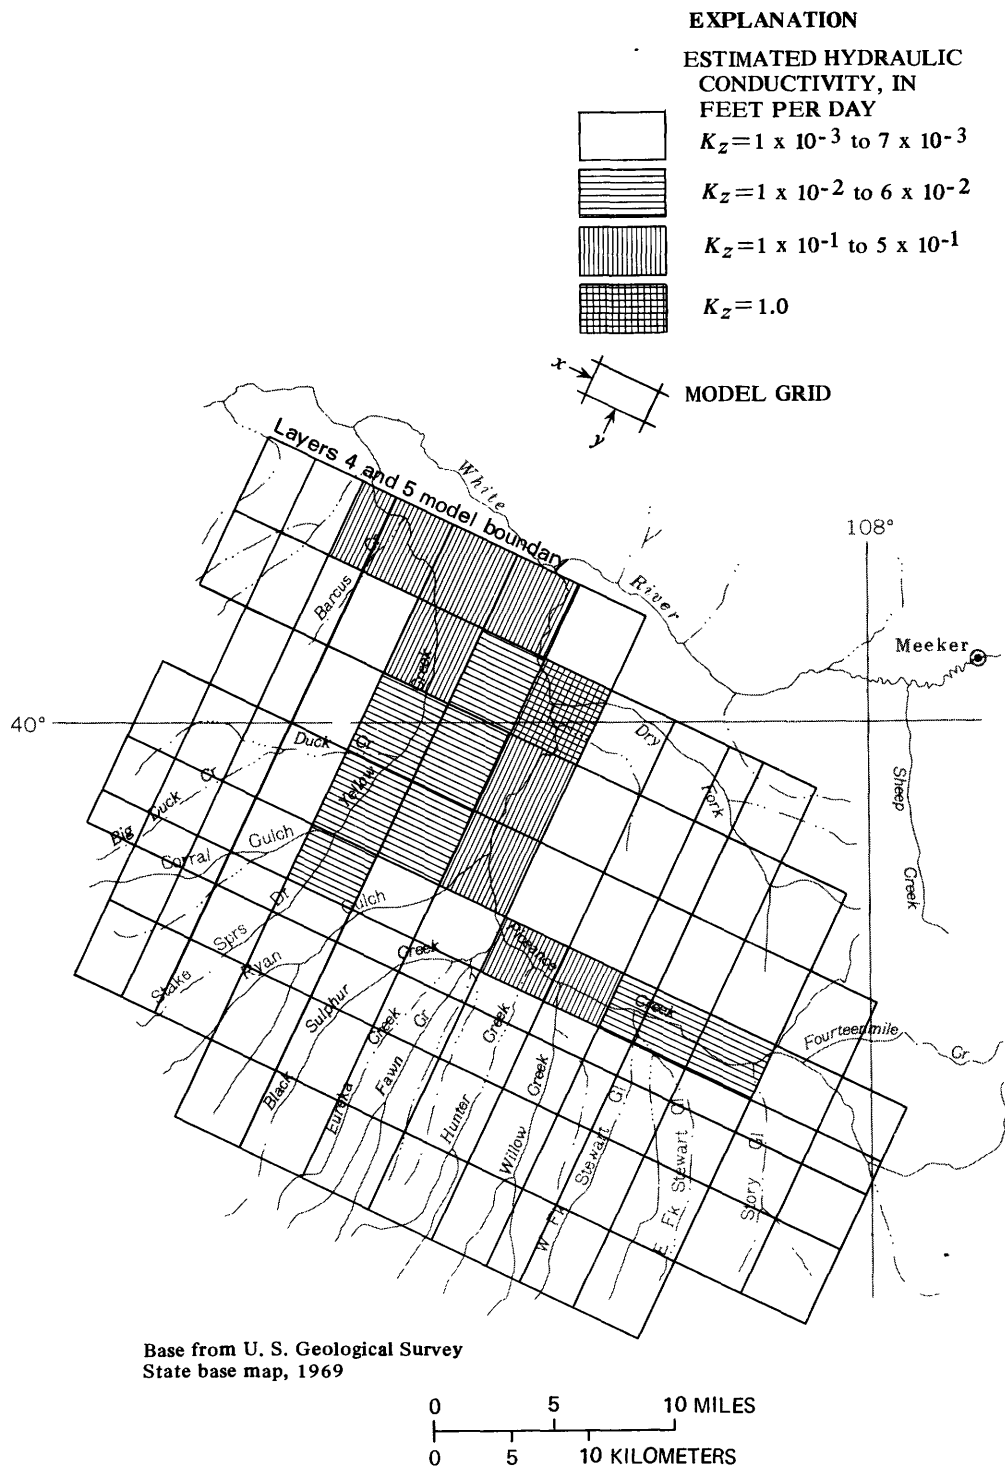 EXPLANATION
ESTIMATED HYDRAULIC
CONDUCTIVITY, IN
FEET PER DAY
Kz=1 x 10-3 to 7 x 10-3
Kz=1 x 10-2 to 6 x 10-2
Kz=1 x 10-1 to 5 x 10-1
Kz=1.0
x
MODEL GRID
y
Layers 4 and 5 model boundary
White
River
108°
Meeker
Barcus
Cr
Creek
40°
Dry
Fork
Duck
Cr
Yellow
Sheep
Creek
Big
Duck
Cr
Corral
Gulch
Stake
Sprs
Dr
Ryan
Gulch
Piceance
Creek
Black
Sulphur
Creek
Fourteenmile
Cr
Eureka
Creek
Fawn
Cr
Hunter
Creek
Willow
Creek
W Fk
Stewart
Gl
E Fk
Stewart
Gl
Story
Gl
Base from U. S. Geological Survey
State base map, 1969
0 5 10 MILES
0 5 10 KILOMETERS